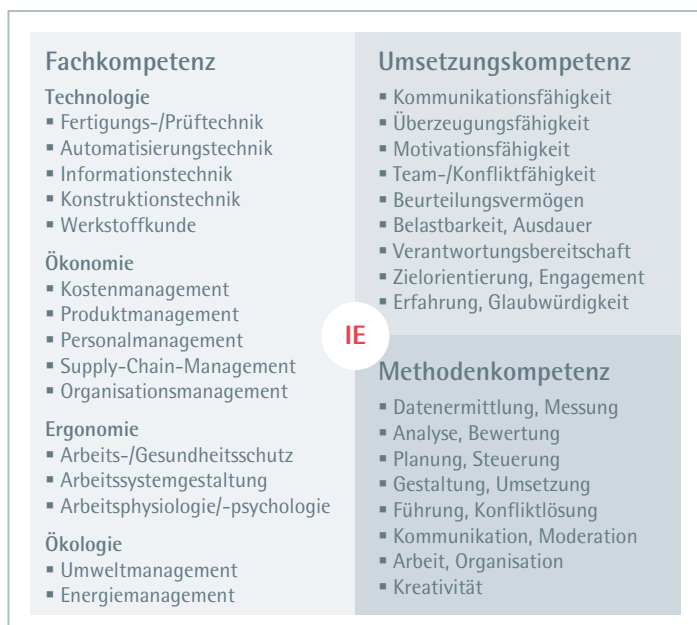 Fachkompetenz
Technologie
▪ Fertigungs-/Prüftechnik
▪ Automatisierungstechnik
▪ Informationstechnik
▪ Konstruktionstechnik
▪ Werkstoffkunde
Ökonomie
▪ Kostenmanagement
▪ Produktmanagement
▪ Personalmanagement
▪ Supply-Chain-Management
▪ Organisationsmanagement
Ergonomie
▪ Arbeits-/Gesundheitsschutz
▪ Arbeitssystemgestaltung
▪ Arbeitsphysiologie/-psychologie
Ökologie
▪ Umweltmanagement
▪ Energiemanagement
IE
Umsetzungskompetenz
▪ Kommunikationsfähigkeit
▪ Überzeugungsfähigkeit
▪ Motivationsfähigkeit
▪ Team-/Konfliktfähigkeit
▪ Beurteilungsvermögen
▪ Belastbarkeit, Ausdauer
▪ Verantwortungsbereitschaft
▪ Zielorientierung, Engagement
▪ Erfahrung, Glaubwürdigkeit
Methodenkompetenz
▪ Datenermittlung, Messung
▪ Analyse, Bewertung
▪ Planung, Steuerung
▪ Gestaltung, Umsetzung
▪ Führung, Konfliktlösung
▪ Kommunikation, Moderation
▪ Arbeit, Organisation
▪ Kreativität